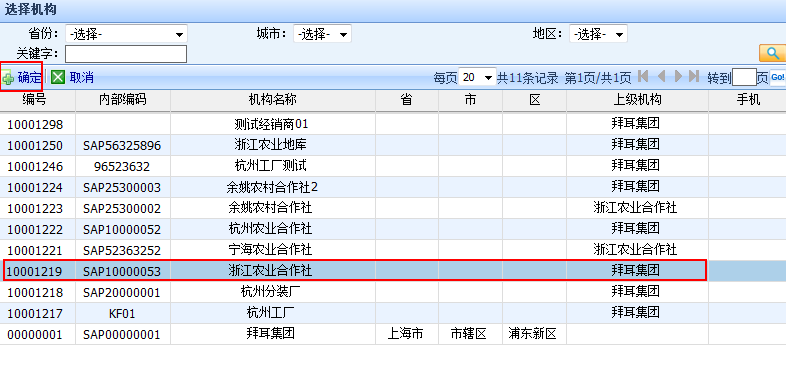 选择机构
省份： -选择- 城市： -选择- 地区： -选择-
关键字：
确定 取消 每页 20 共11条记录 第1页/共1页 转到 页 Go!
编号 内部编码 机构名称 省 市 区 上级机构 手机
10001298 测试经销商01 拜耳集团
10001250 SAP56325896 浙江农业地库 拜耳集团
10001246 96523632 杭州工厂测试 拜耳集团
10001224 SAP25300003 余姚农村合作社2 拜耳集团
10001223 SAP25300002 余姚农村合作社 浙江农业合作社
10001222 SAP10000052 杭州农业合作社 拜耳集团
10001221 SAP52363252 宁海农业合作社 浙江农业合作社
10001219 SAP10000053 浙江农业合作社 拜耳集团
10001218 SAP20000001 杭州分装厂 拜耳集团
10001217 KF01 杭州工厂 拜耳集团
00000001 SAP00000001 拜耳集团 上海市 市辖区 浦东新区